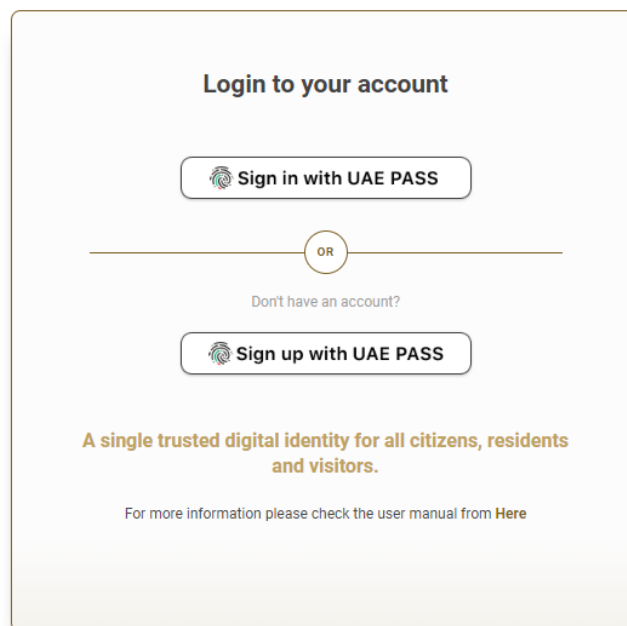 Login to your account
Sign in with UAE PASS
OR
Don't have an account?
Sign up with UAE PASS
A single trusted digital identity for all citizens, residents
and visitors.
For more information please check the user manual from Here